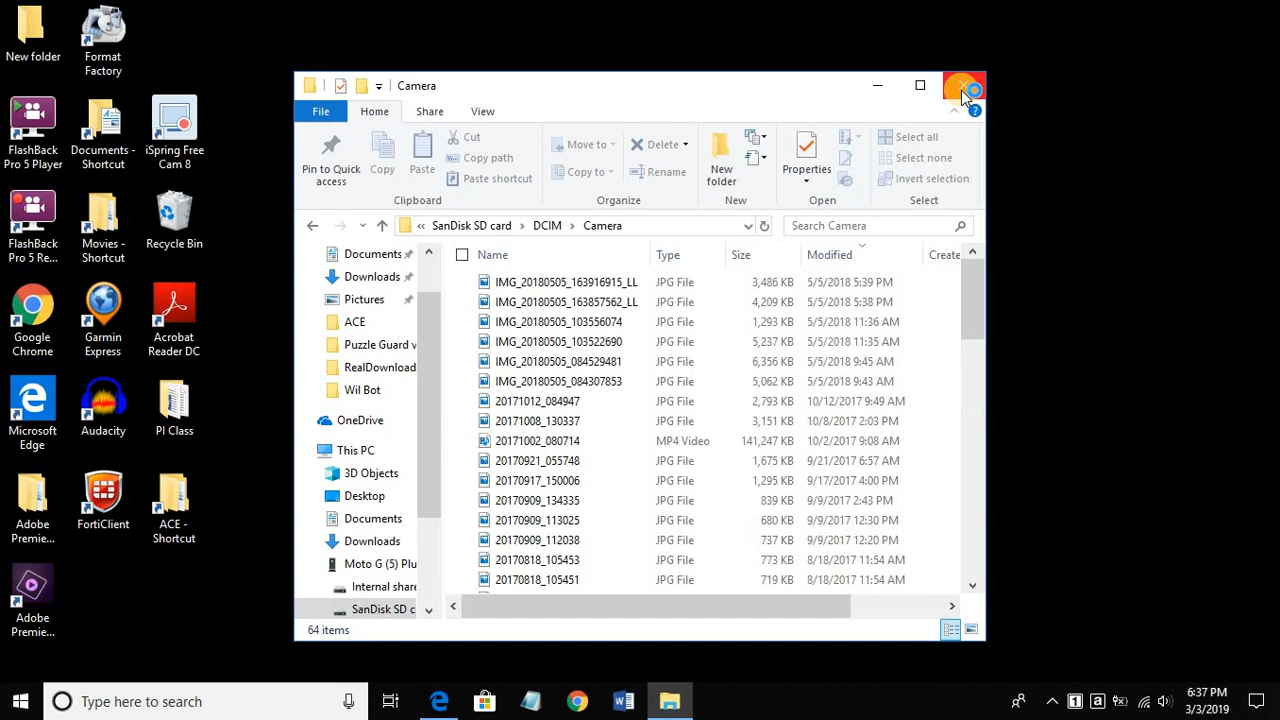 New folder
Format
Factory
FlashBack
Pro 5 Player
Documents -
Shortcut
iSpring Free
Cam 8
FlashBack
Pro 5 Re...
Movies -
Shortcut
Recycle Bin
Google
Chrome
Garmin
Express
Acrobat
Reader DC
Microsoft
Edge
Audacity
PI Class
Adobe
Premie...
FortiClient
ACE -
Shortcut
Adobe
Premie...
Camera
File
Home
Share
View
Pin to Quick
access
Copy
Paste
Cut
Copy path
Paste shortcut
Clipboard
Move to
Copy to
Delete
Rename
Organize
New
folder
New
Properties
Open
Select all
Select none
Invert selection
Select
« SanDisk SD card > DCIM > Camera
Search Camera
Documents
Downloads
Pictures
ACE
Puzzle Guard v
RealDownload
Wil Bot
OneDrive
This PC
3D Objects
Desktop
Documents
Downloads
Moto G (5) Plu
Internal share
SanDisk SD c
Name Type Size Modified Create
IMG_20180505_163916915_LL JPG File 3,486 KB 5/5/2018 5:39 PM
IMG_20180505_163857562_LL JPG File 4,209 KB 5/5/2018 5:38 PM
IMG_20180505_103556074 JPG File 1,293 KB 5/5/2018 11:36 AM
IMG_20180505_103522690 JPG File 5,237 KB 5/5/2018 11:35 AM
IMG_20180505_084529481 JPG File 6,356 KB 5/5/2018 9:45 AM
IMG_20180505_084307853 JPG File 5,062 KB 5/5/2018 9:43 AM
20171012_084947 JPG File 2,793 KB 10/12/2017 9:49 AM
20171008_130337 JPG File 3,151 KB 10/8/2017 2:03 PM
20171002_080714 MP4 Video 141,247 KB 10/2/2017 9:08 AM
20170921_055748 JPG File 1,675 KB 9/21/2017 6:57 AM
20170917_150006 JPG File 1,295 KB 9/17/2017 4:00 PM
20170909_134335 JPG File 839 KB 9/9/2017 2:43 PM
20170909_113025 JPG File 680 KB 9/9/2017 12:30 PM
20170909_112038 JPG File 737 KB 9/9/2017 12:20 PM
20170818_105453 JPG File 773 KB 8/18/2017 11:54 AM
20170818_105451 JPG File 719 KB 8/18/2017 11:54 AM
64 items
Type here to search
6:37 PM
3/3/2019